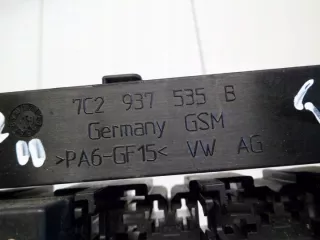 7C2 937 535 B
Germany GSM
>PA6-GF15< VW AG